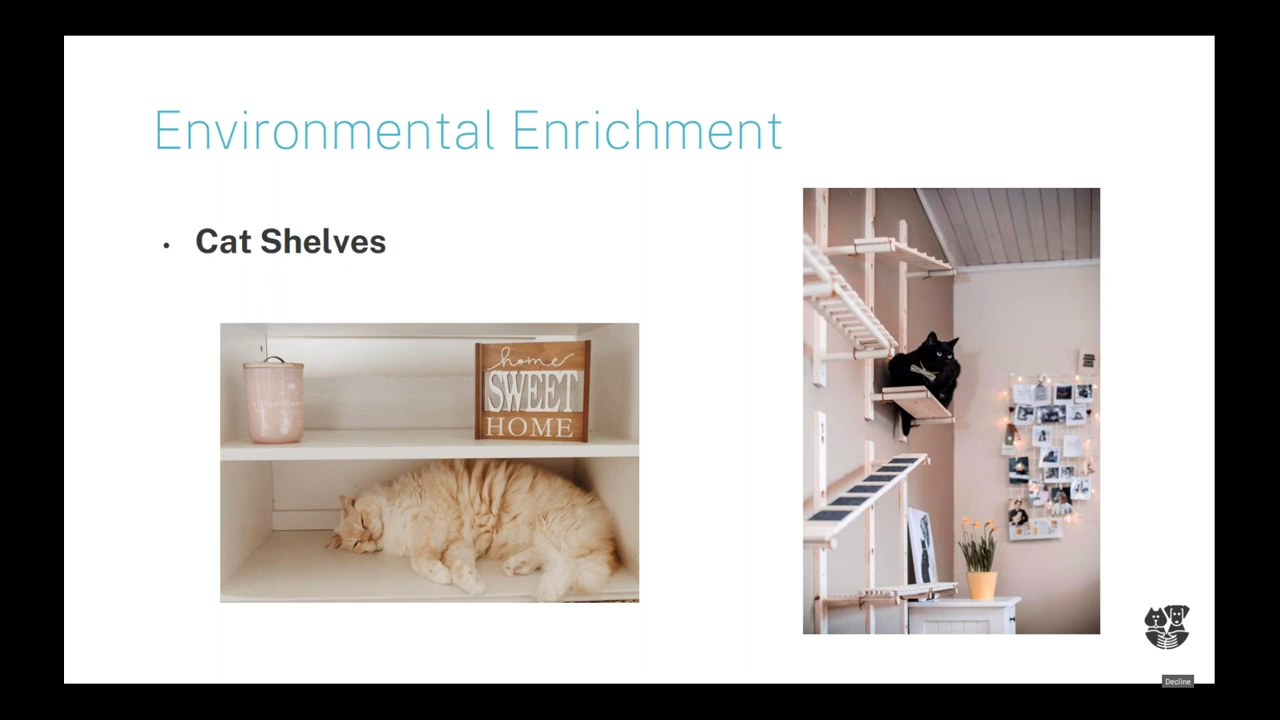 Environmental Enrichment
• Cat Shelves
home
SWEET
HOME
Decline